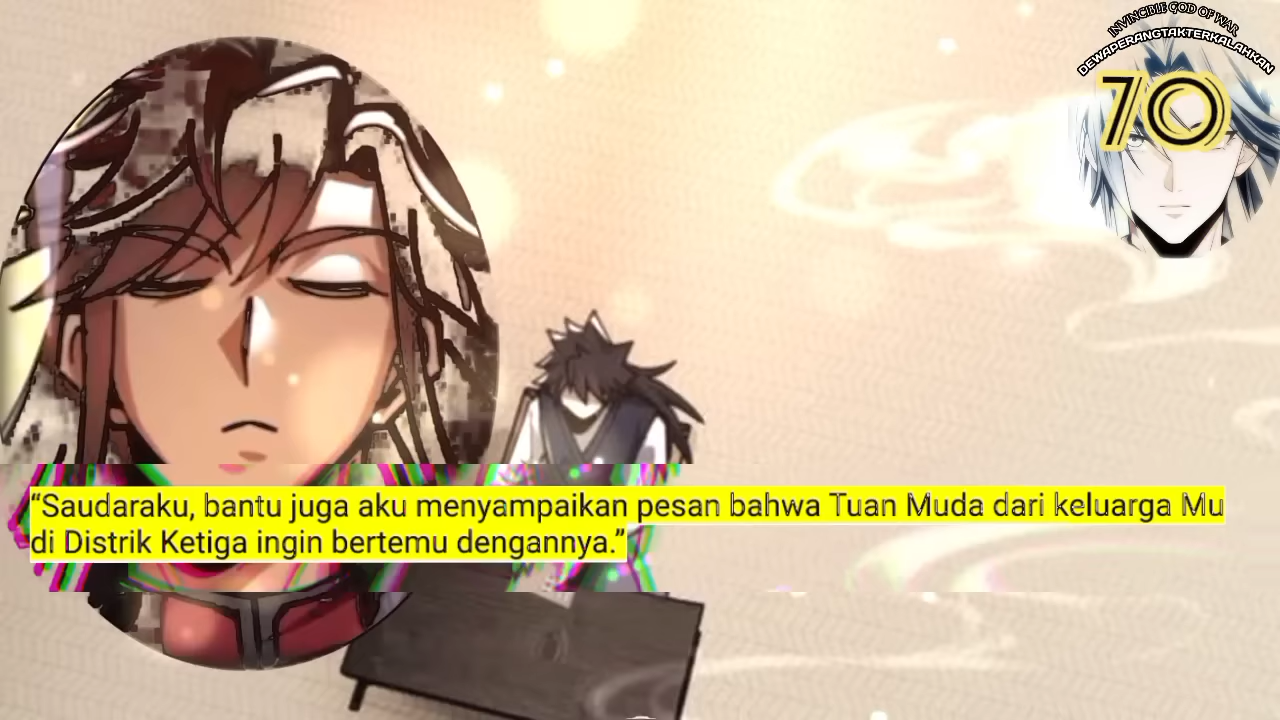 INVINCIBLE GOD OF WAR
DEWAPERANGTAKTERKALAHKAN
70
“Saudaraku, bantu juga aku menyampaikan pesan bahwa Tuan Muda dari keluarga Mu
di Distrik Ketiga ingin bertemu dengannya.”